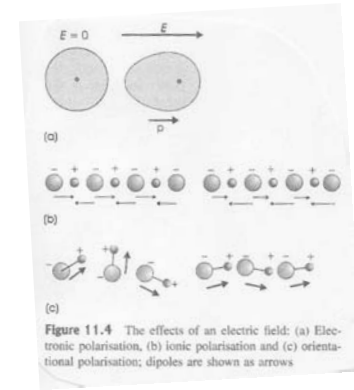 E = 0
E
p
(a)
− + − + − + −
− + − + − + −
(b)
− + + − − +
− + − + − +
(c)
Figure 11.4 The effects of an electric field: (a) Elec-
tronic polarisation, (b) ionic polarisation and (c) orienta-
tional polarisation; dipoles are shown as arrows